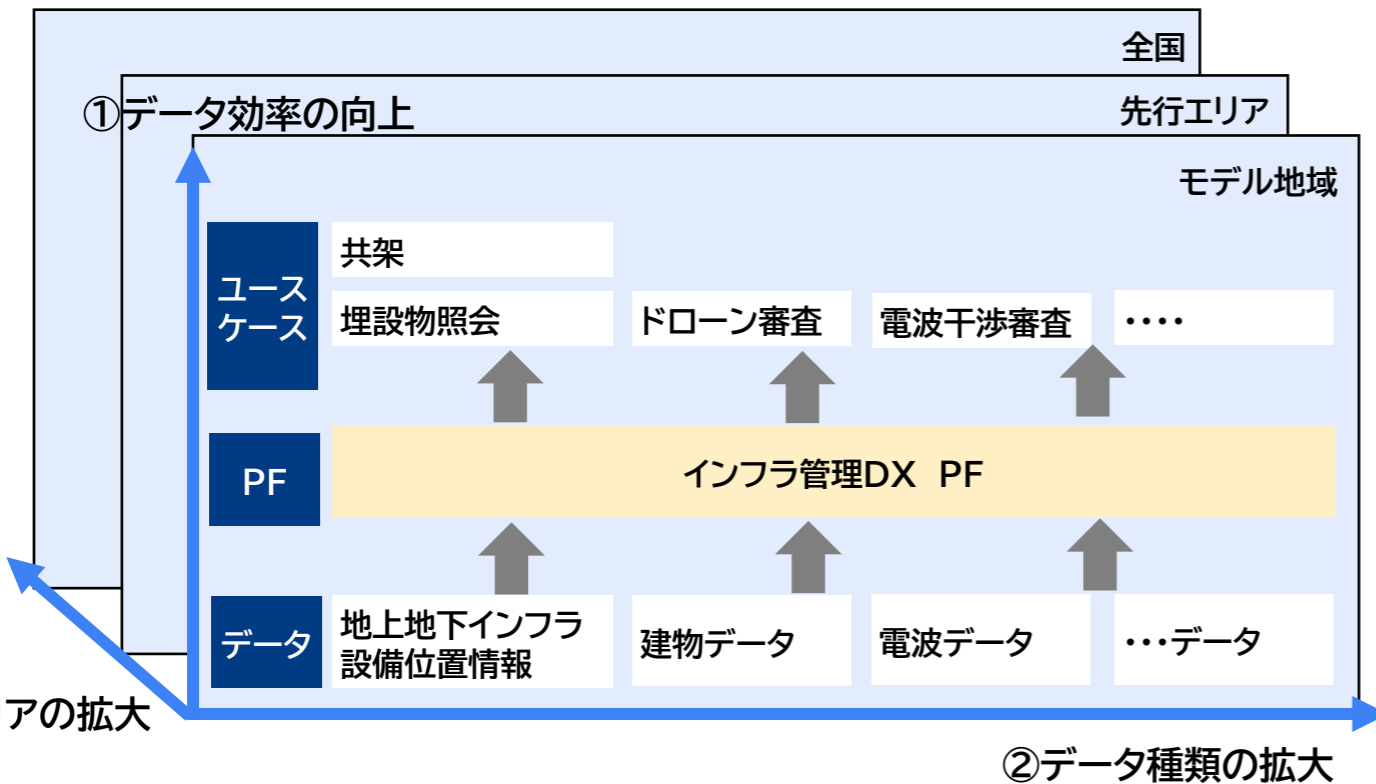 全国
先行エリア
①データ効率の向上
モデル地域
ユース
ケース
共架
埋設物照会
ドローン審査
電波干渉審査
････
PF
インフラ管理DX PF
データ
地上地下インフラ
設備位置情報
建物データ
電波データ
･･･データ
アの拡大
②データ種類の拡大